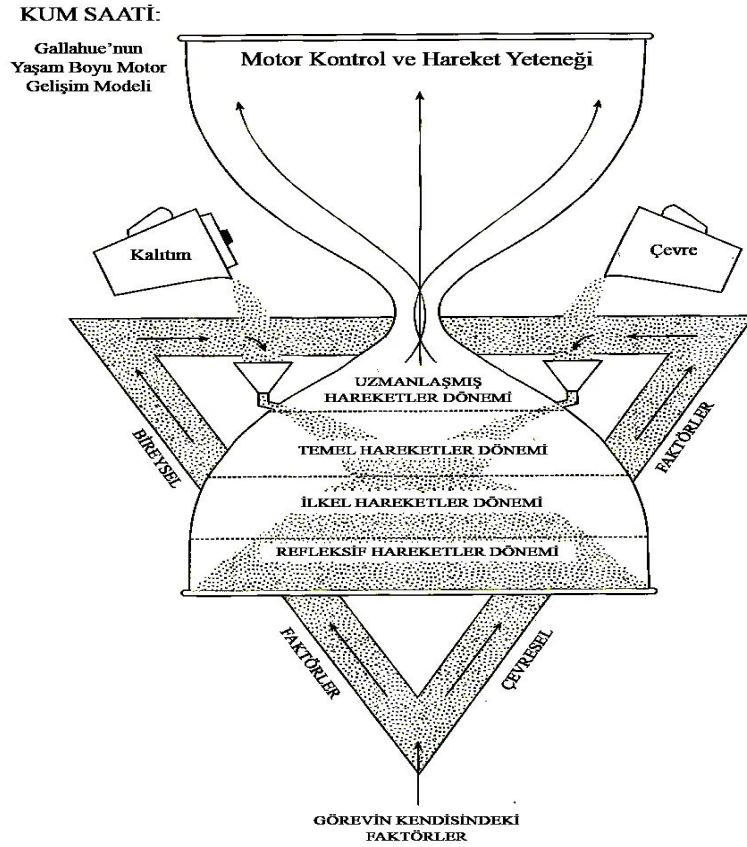 KUM SAATİ:
Gallahue'nun
Yaşam Boyu Motor
Gelişim Modeli
Motor Kontrol ve Hareket Yeteneği
Kalıtım
Çevre
UZMANLAŞMIŞ
HAREKETLER DÖNEMİ
TEMEL HAREKETLER DÖNEMİ
İLKEL HAREKETLER DÖNEMİ
REFLEKSİF HAREKETLER DÖNEMİ
BİREYSEL
FAKTÖRLER
FAKTÖRLER
ÇEVRESEL
GÖREVİN KENDİSİNDEKİ
FAKTÖRLER